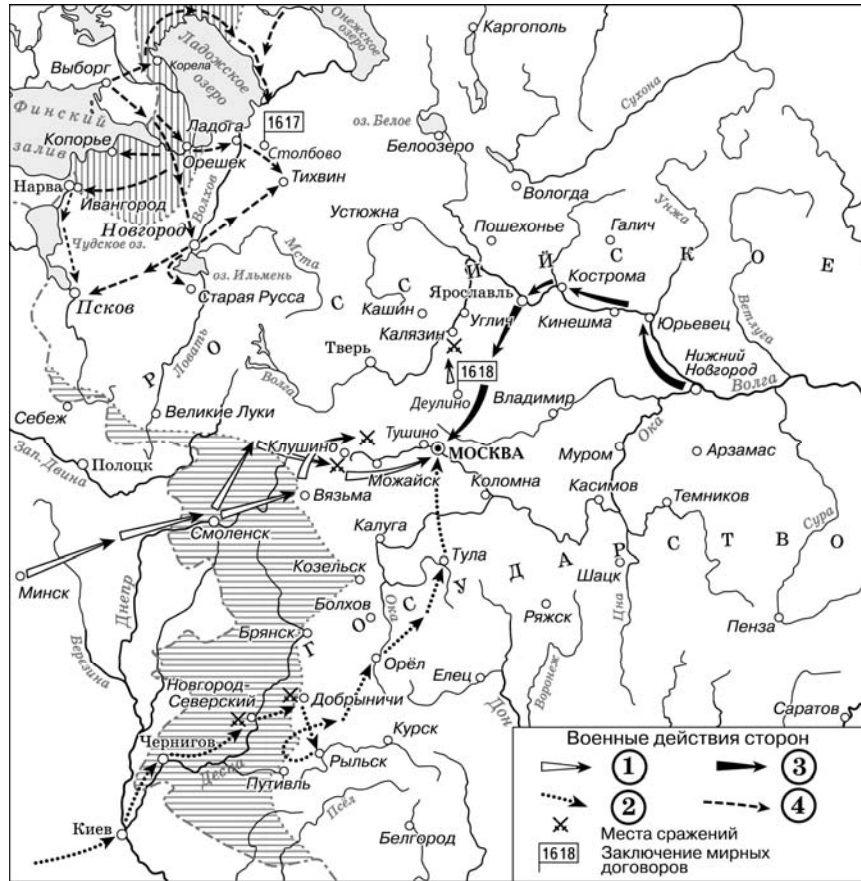 Каргополь
Онежское
озеро
Ладожское
озеро
Выборг
Корела
Сухона
Финский
залив
1617
оз. Белое
Ладога
Копорье
Орешек
Столбово
Белоозеро
Тихвин
Нарва
Ивангород
Волхов
Вологда
Унжа
Устюжна
Пошехонье
Галич
Новгород
Чудское оз.
Мста
оз. Ильмень
Кострома
Псков
Старая Русса
Кашин
Ярославль
Углич
Кинешма
Юрьевец
Ветлуга
Калязин
Ловать
Тверь
1618
Нижний
Новгород
Волга
Волга
Деулино
Владимир
Себеж
Великие Луки
Клушино
Тушино
МОСКВА
Ока
Зап. Двина
Полоцк
Можайск
Муром
Арзамас
Вязьма
Коломна
Касимов
Темников
Смоленск
Калуга
Сура
РОССИЙСКОЕ
ГОСУДАРСТВО
Минск
Днепр
Козельск
Тула
Шацк
Цна
Болхов
Ока
Ряжск
Пенза
Березина
Брянск
Орёл
Елец
Воронеж
Новгород-
Северский
Добрыничи
Дон
Саратов
Чернигов
Курск
Десна
Рыльск
Путивль
Псёл
Киев
Белгород
Военные действия сторон
1
3
2
4
Места сражений
1618
Заключение мирных
договоров